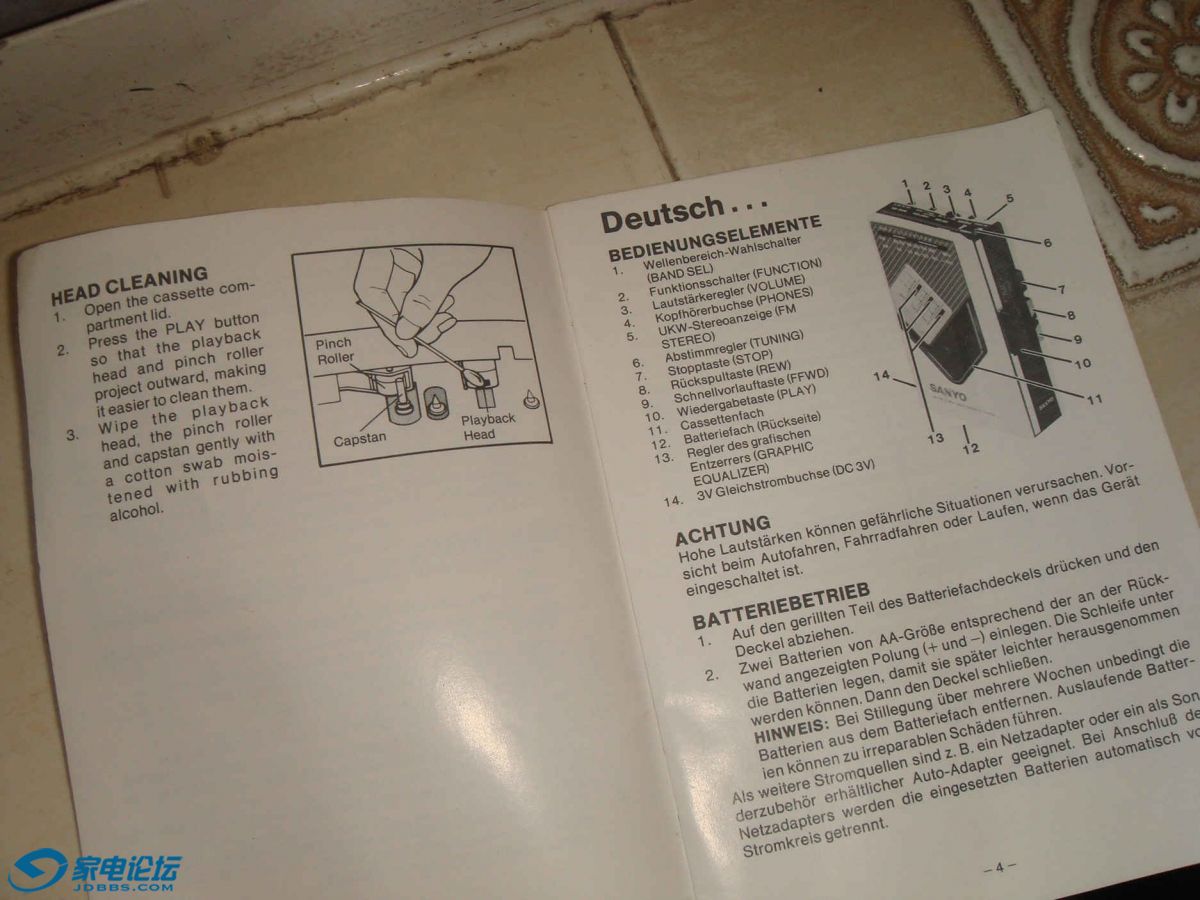 HEAD CLEANING
1. Open the cassette com-
partment lid.
2. Press the PLAY button
so that the playback
head and pinch roller
project outward, making
it easier to clean them.
3. Wipe the playback
head, the pinch roller
and capstan gently with
a cotton swab mois-
tened with rubbing
alcohol.
Pinch
Roller
Capstan
Playback
Head
Deutsch...
BEDIENUNGSELEMENTE
1. Wellenbereich-Wahlschalter
(BAND SEL)
2. Funktionsschalter (FUNCTION)
3. Lautstärkeregler (VOLUME)
4. Kopfhörerbuchse (PHONES)
5. UKW-Stereoanzeige (FM
STEREO)
6. Abstimmregler (TUNING)
7. Stopptaste (STOP)
8. Rückspultaste (REW)
9. Schnellvorlauftaste (FFWD)
10. Wiedergabetaste (PLAY)
11. Cassettenfach
12. Batteriefach (Rückseite)
13. Regler des grafischen
Entzerrers (GRAPHIC
EQUALIZER)
14. 3V Gleichstrombuchse (DC 3V)
1 2 3 4
5
6
7
8
9
10
11
12
13
14
SANYO
SANYO
ACHTUNG
Hohe Lautstärken können gefährliche Situationen verursachen. Vor-
sicht beim Autofahren, Fahrradfahren oder Laufen, wenn das Gerät
eingeschaltet ist.
BATTERIEBETRIEB
1. Auf den gerillten Teil des Batteriefachdeckels drücken und den
Deckel abziehen.
2. Zwei Batterien von AA-Größe entsprechend der an der Rück-
wand angezeigten Polung (+ und –) einlegen. Die Schleife unter
die Batterien legen, damit sie später leichter herausgenommen
werden können. Dann den Deckel schließen.
HINWEIS: Bei Stillegung über mehrere Wochen unbedingt die
Batterien aus dem Batteriefach entfernen. Auslaufende Batter-
ien können zu irreparablen Schäden führen.
Als weitere Stromquellen sind z. B. ein Netzadapter oder ein als Son
derzubehör erhältlicher Auto-Adapter geeignet. Bei Anschluß de
Netzadapters werden die eingesetzten Batterien automatisch vo
Stromkreis getrennt.
– 4 –
家电论坛
JDBBS.COM